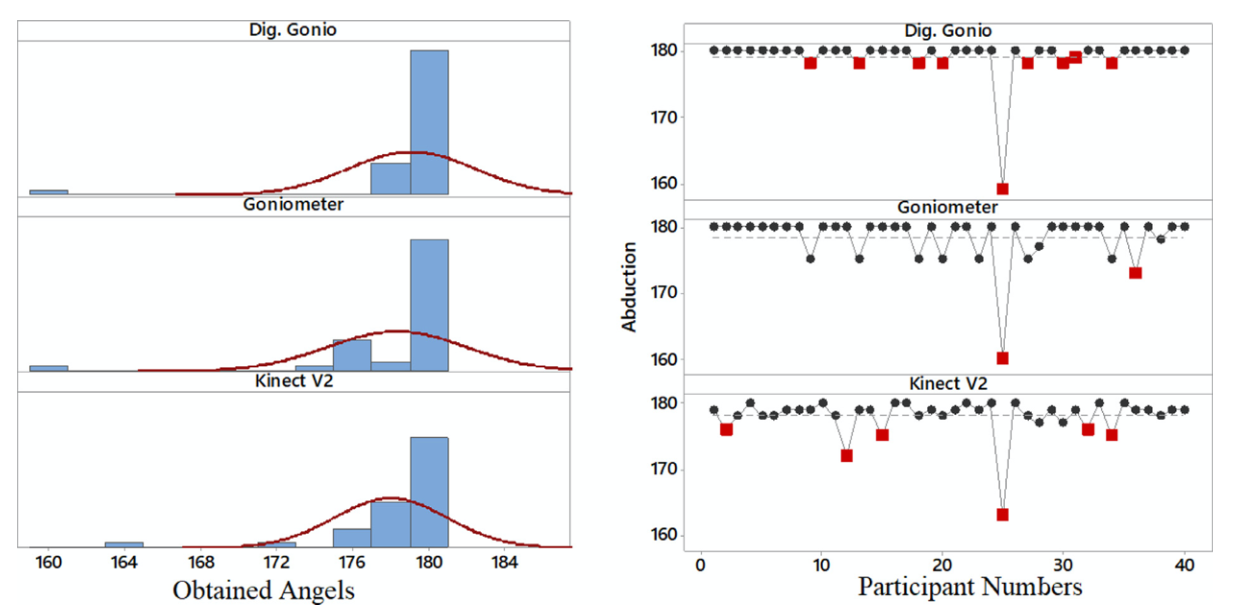 Dig. Gonio
Goniometer
Kinect V2
160 164 168 172 176 180 184
Obtained Angels
Abduction
Dig. Gonio
180
170
160
Goniometer
180
170
160
Kinect V2
180
170
160
0 10 20 30 40
Participant Numbers